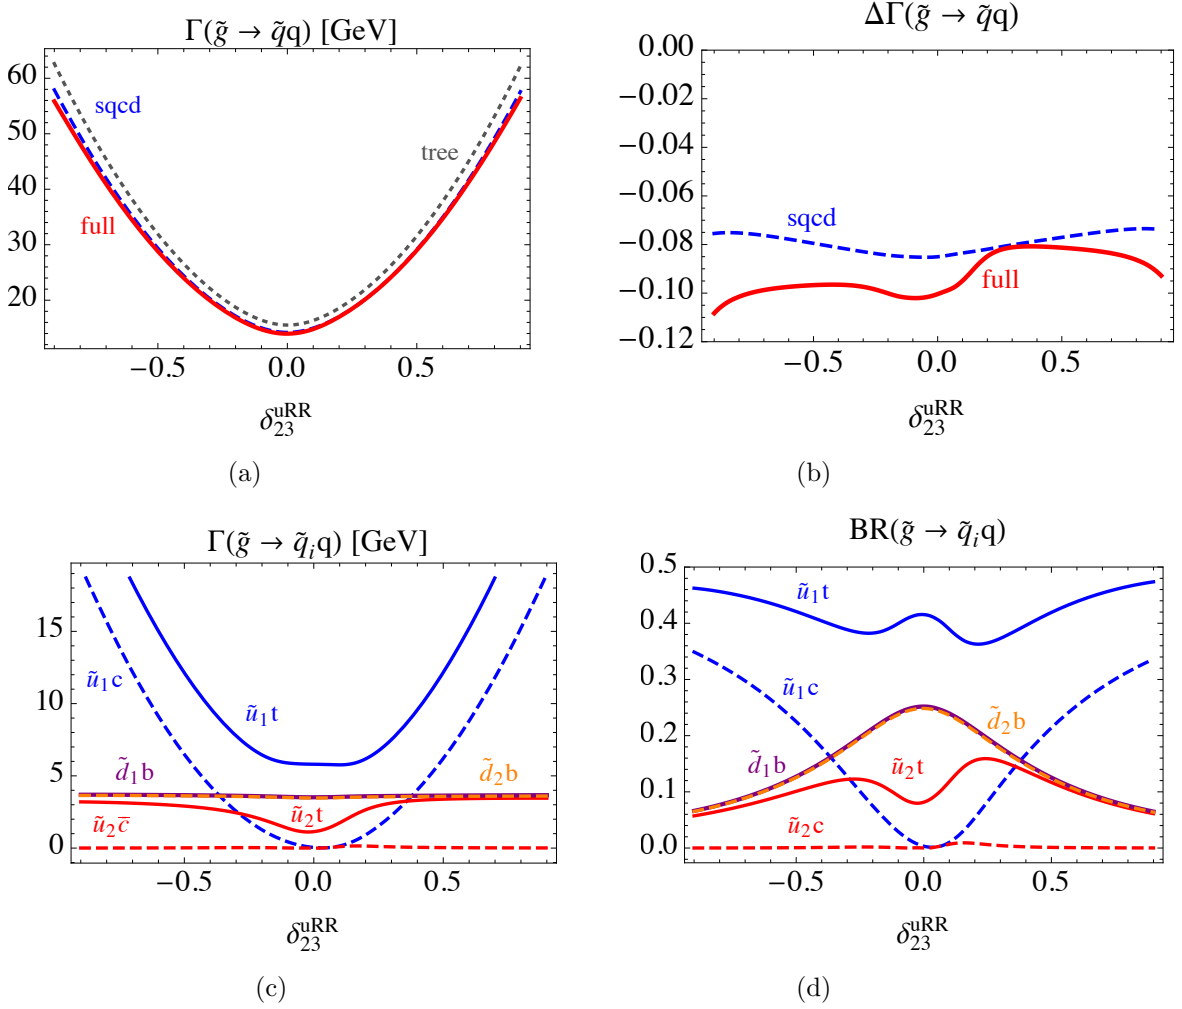 Γ(g̃ → q̃q) [GeV]
60
50
40
30
20
sqcd
tree
full
−0.5
0.0
0.5
δ₂₃ᵘᴿᴿ
(a)
ΔΓ(g̃ → q̃q)
0.00
−0.02
−0.04
−0.06
−0.08
−0.10
−0.12
sqcd
full
−0.5
0.0
0.5
δ₂₃ᵘᴿᴿ
(b)
Γ(g̃ → q̃ᵢq) [GeV]
15
10
5
0
ũ₁c
ũ₁t
d̃₁b
d̃₂b
ũ₂t
ũ₂c̅
−0.5
0.0
0.5
δ₂₃ᵘᴿᴿ
(c)
BR(g̃ → q̃ᵢq)
0.5
0.4
0.3
0.2
0.1
0.0
ũ₁t
ũ₁c
d̃₂b
d̃₁b
ũ₂t
ũ₂c
−0.5
0.0
0.5
δ₂₃ᵘᴿᴿ
(d)